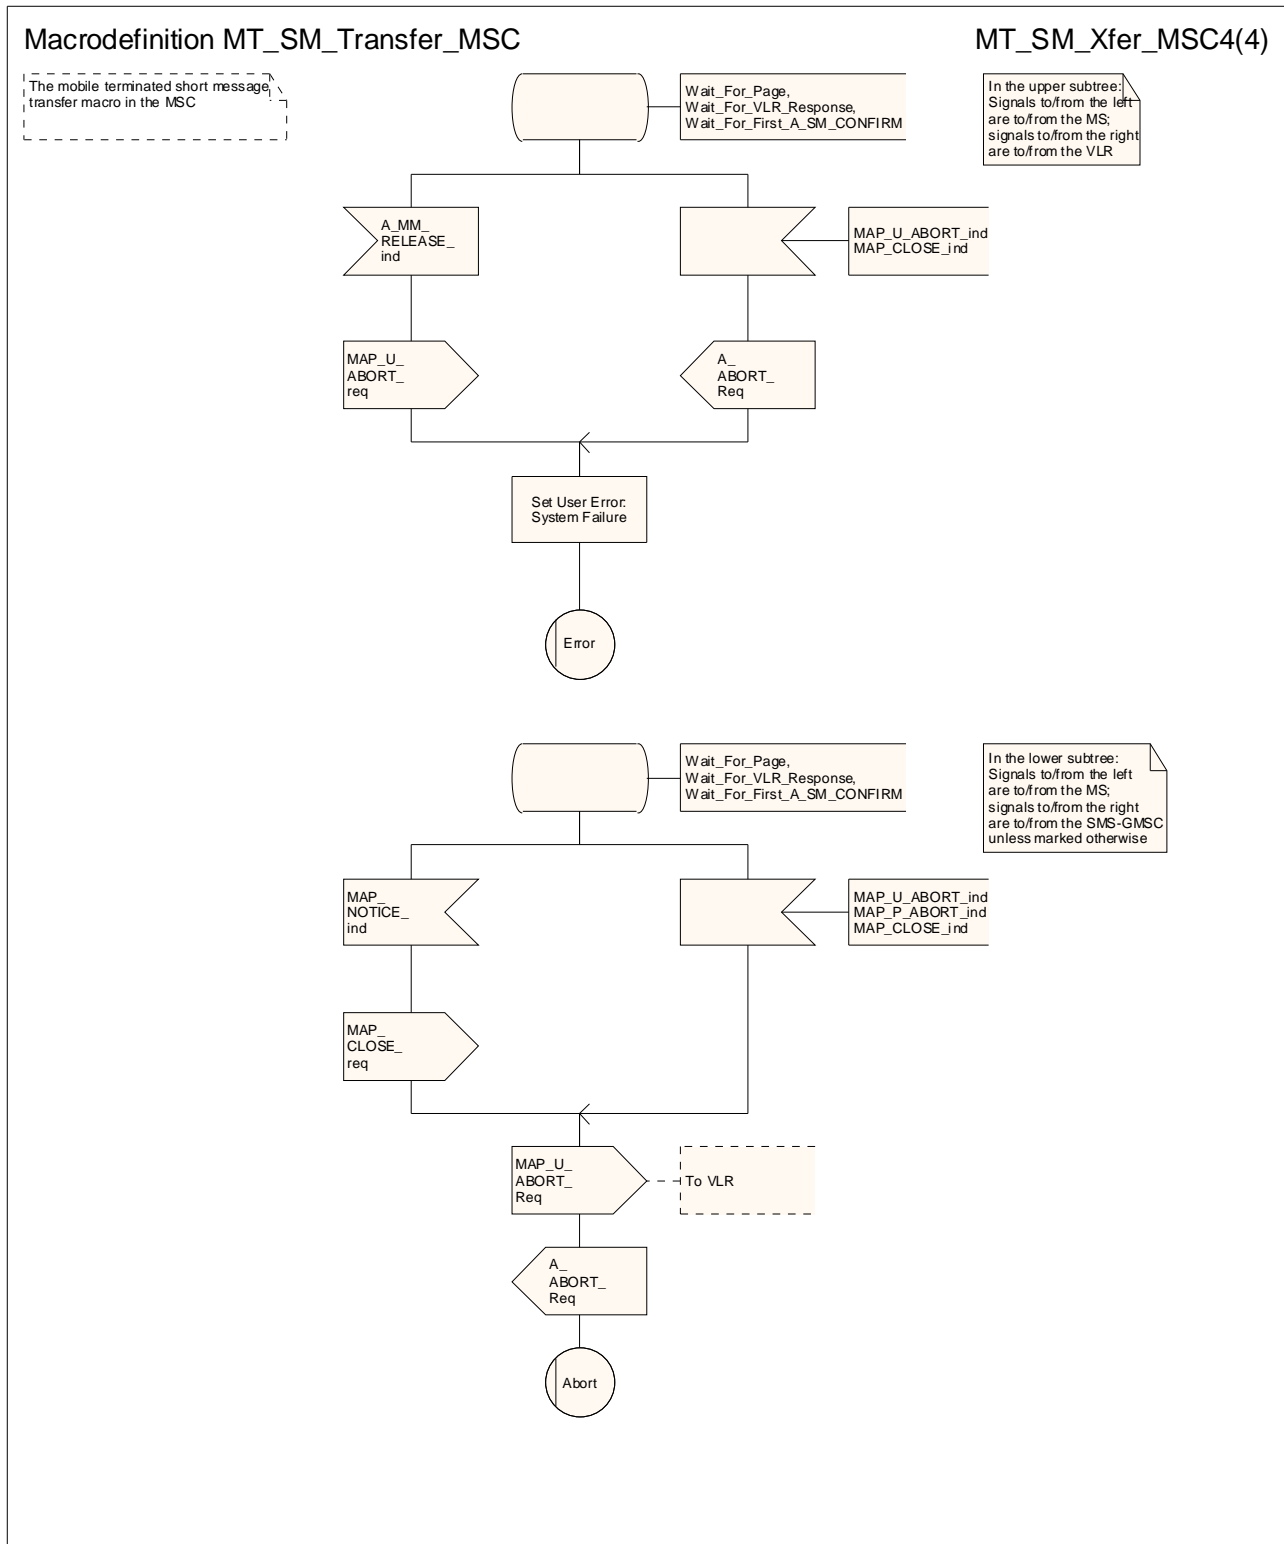 Macrodefinition MT_SM_Transfer_MSC
MT_SM_Xfer_MSC4(4)
The mobile terminated short message
transfer macro in the MSC
Wait_For_Page,
Wait_For_VLR_Response,
Wait_For_First_A_SM_CONFIRM
In the upper subtree:
Signals to/from the left
are to/from the MS;
signals to/from the right
are to/from the VLR
A_MM_
RELEASE_
ind
MAP_U_ABORT_ind
MAP_CLOSE_ind
MAP_U_
ABORT_
req
A_
ABORT_
Req
Set User Error:
System Failure
Error
Wait_For_Page,
Wait_For_VLR_Response,
Wait_For_First_A_SM_CONFIRM
In the lower subtree:
Signals to/from the left
are to/from the MS;
signals to/from the right
are to/from the SMS-GMSC
unless marked otherwise
MAP_
NOTICE_
ind
MAP_U_ABORT_ind
MAP_P_ABORT_ind
MAP_CLOSE_ind
MAP_
CLOSE_
req
MAP_U_
ABORT_
Req
To VLR
A_
ABORT_
Req
Abort